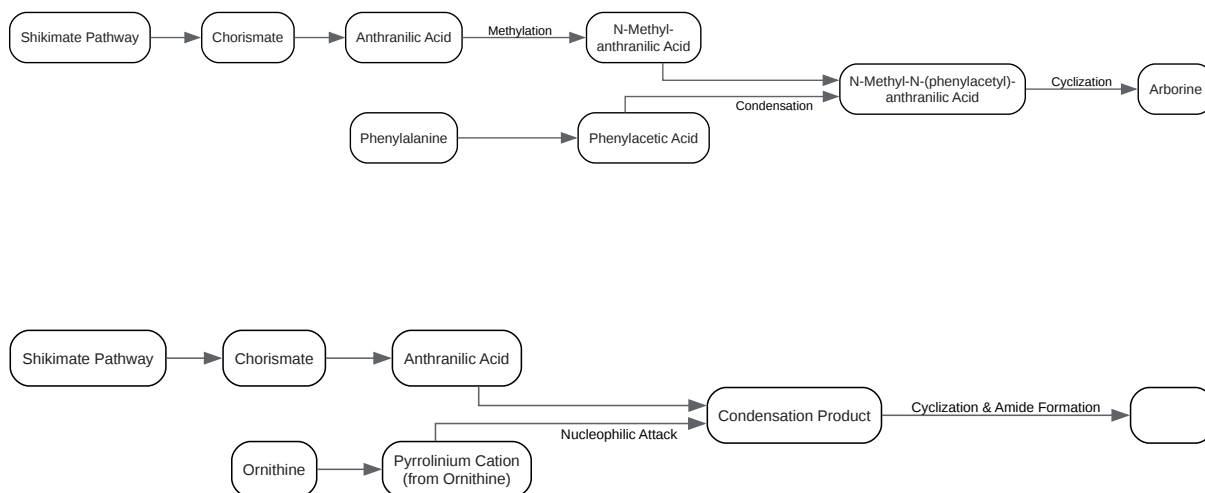 Shikimate Pathway
Chorismate
Anthranilic Acid
Methylation
N-Methyl-
anthranilic Acid
N-Methyl-N-(phenylacetyl)-
anthranilic Acid
Cyclization
Arborine
Condensation
Phenylalanine
Phenylacetic Acid
Shikimate Pathway
Chorismate
Anthranilic Acid
Condensation Product
Cyclization & Amide Formation
Nucleophilic Attack
Ornithine
Pyrrolinium Cation
(from Ornithine)